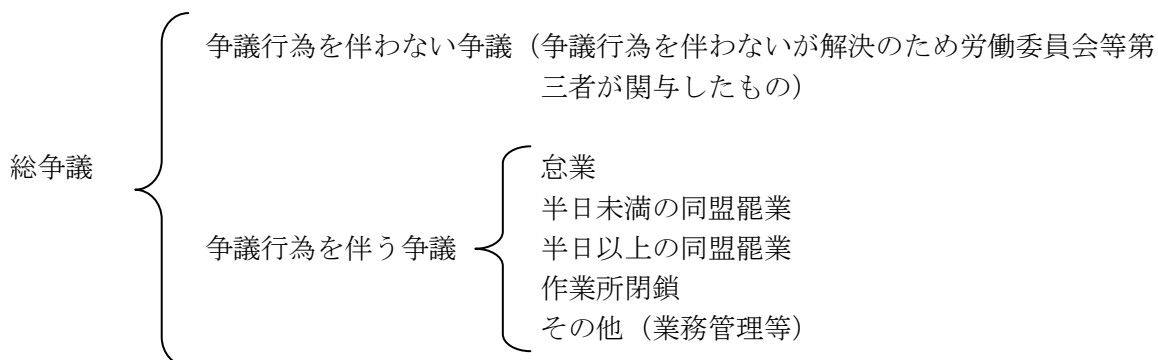 争議行為を伴わない争議（争議行為を伴わないが解決のため労働委員会等第
三者が関与したもの）
総争議
争議行為を伴う争議
怠業
半日未満の同盟罷業
半日以上の同盟罷業
作業所閉鎖
その他（業務管理等）